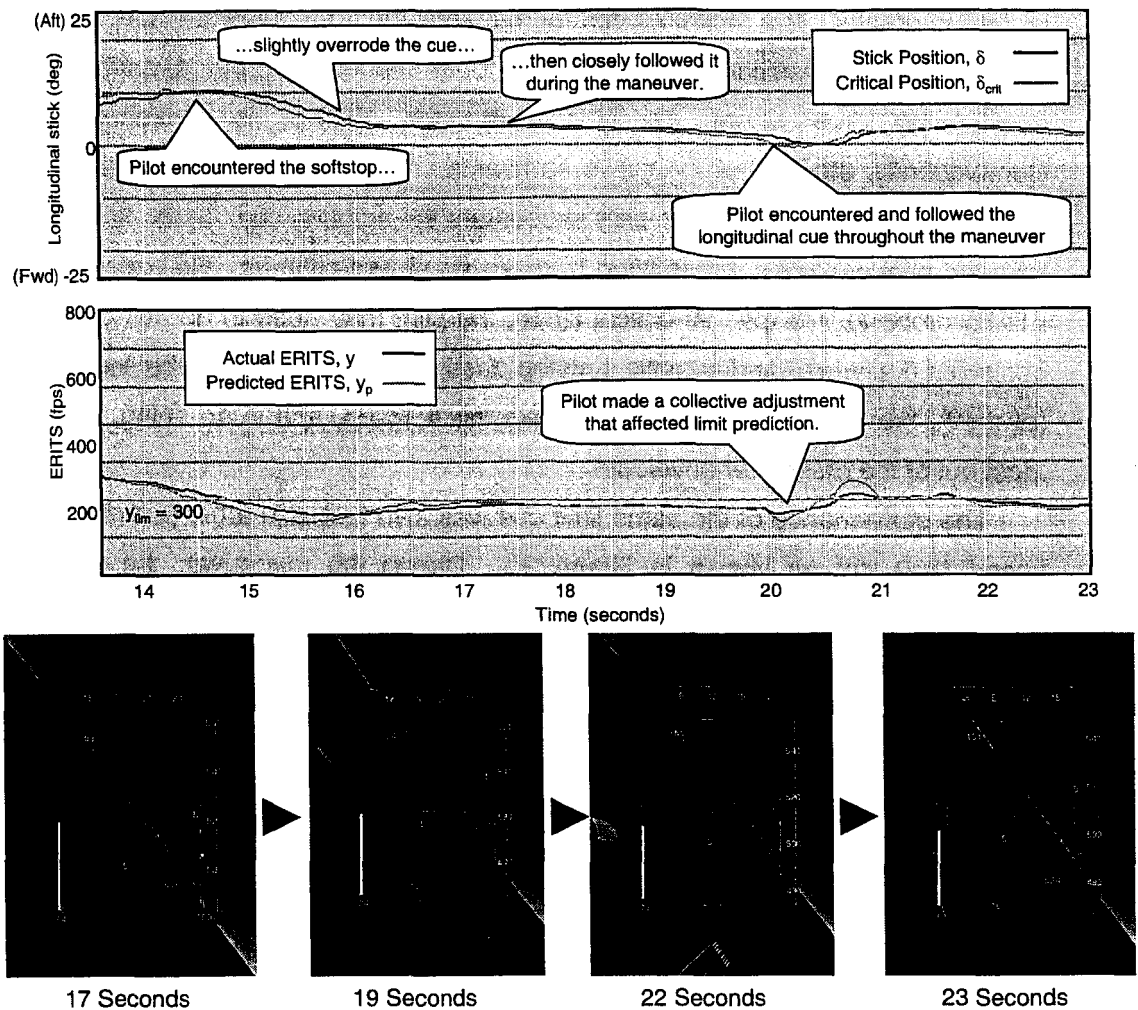 (Aft) 25
0
(Fwd) -25
Longitudinal stick (deg)
...slightly overrode the cue...
...then closely followed it
during the maneuver.
Stick Position, δ
Critical Position, δcrit
Pilot encountered the softstop...
Pilot encountered and followed the
longitudinal cue throughout the maneuver
800
600
400
200
ERITS (fps)
Actual ERITS, y
Predicted ERITS, yp
Pilot made a collective adjustment
that affected limit prediction.
ylim = 300
14 15 16 17 18 19 20 21 22 23
Time (seconds)
17 Seconds
19 Seconds
22 Seconds
23 Seconds